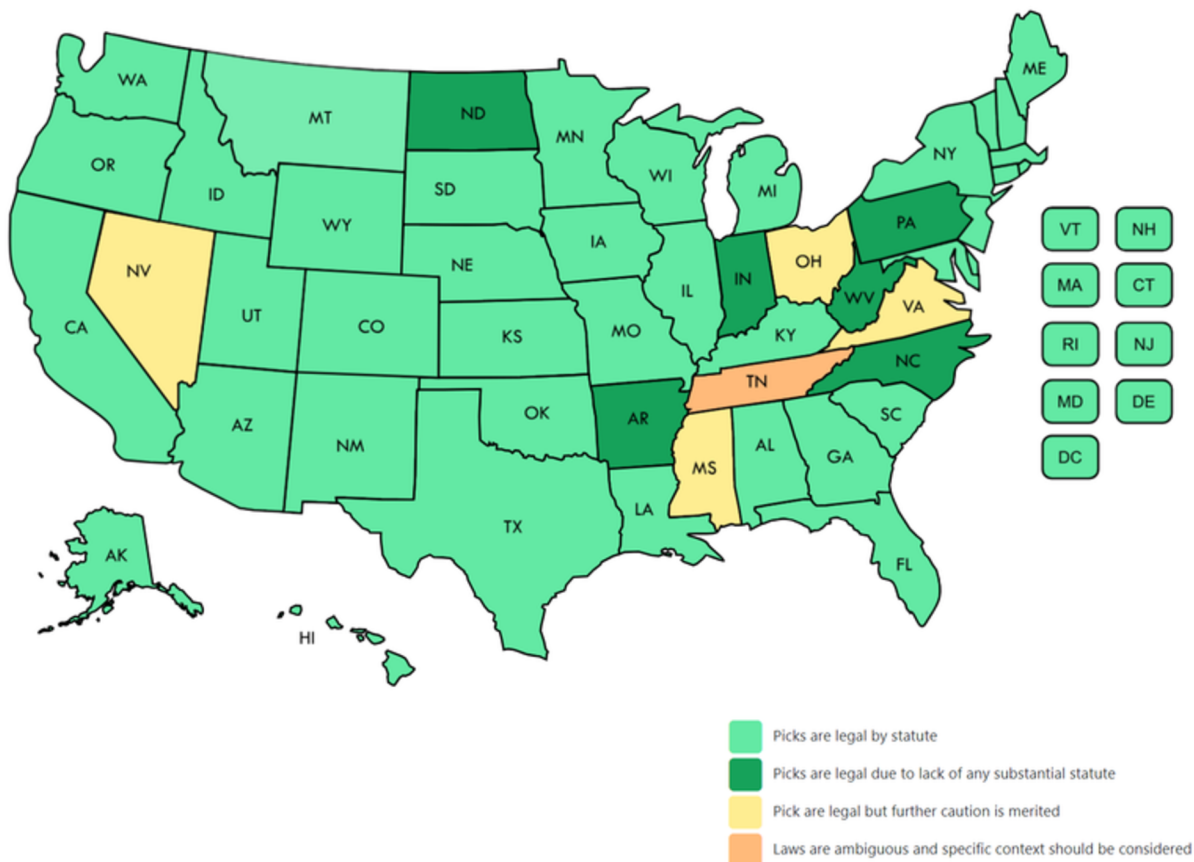 WA
MT
ND
MN
ME
OR
ID
SD
WI
MI
NY
WY
IA
NE
PA
NV
UT
CO
CA
KS
MO
IL
IN
OH
WV
VA
KY
AZ
NM
OK
AR
TN
NC
SC
MS
AL
GA
TX
LA
FL
AK
HI
VT NH
MA CT
RI NJ
MD DE
DC
Picks are legal by statute
Picks are legal due to lack of any substantial statute
Pick are legal but further caution is merited
Laws are ambiguous and specific context should be considered